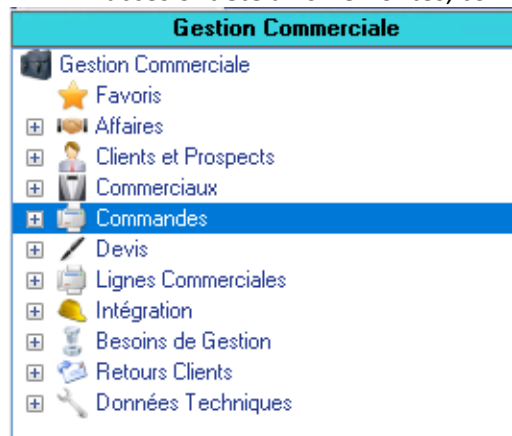 Gestion Commerciale
Gestion Commerciale
Favoris
Affaires
Clients et Prospects
Commerciaux
Commandes
Devis
Lignes Commerciales
Intégration
Besoins de Gestion
Retours Clients
Données Techniques